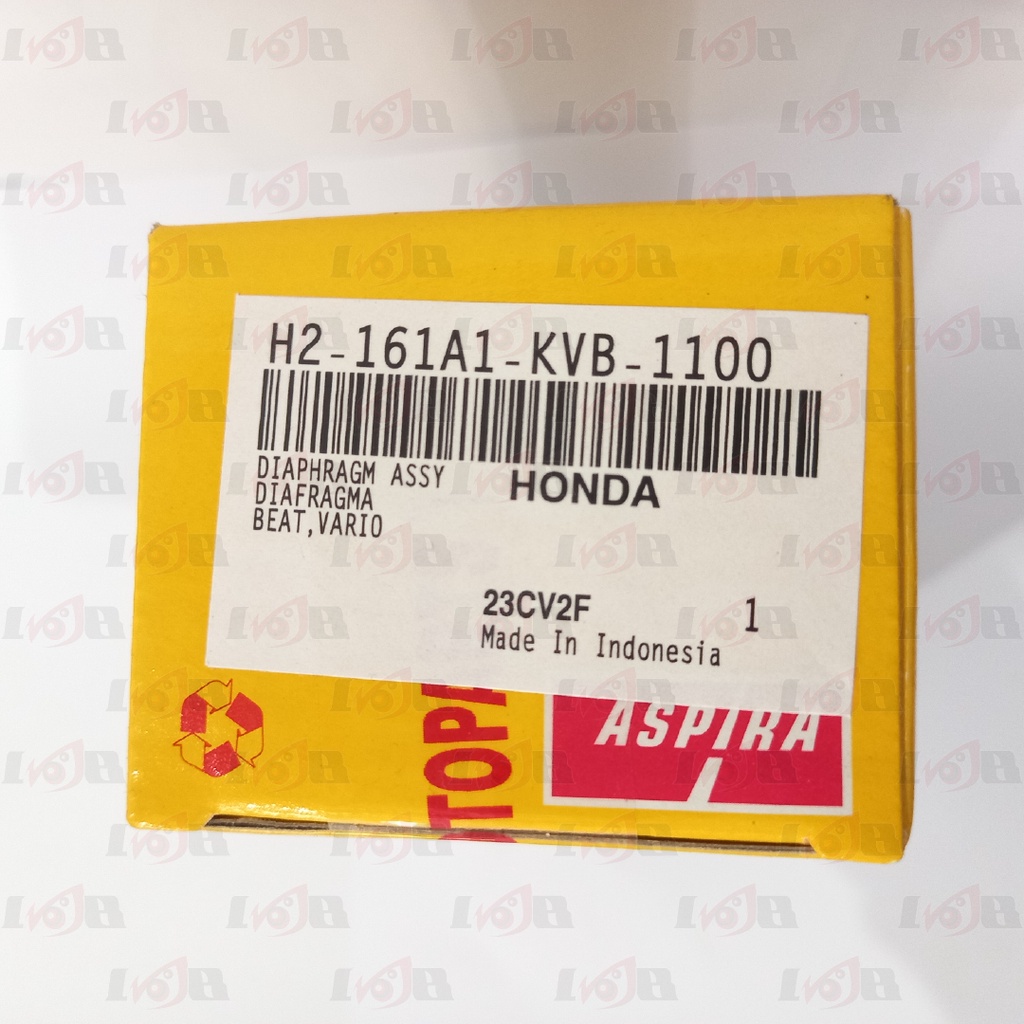 H2-161A1-KVB-1100
DIAPHRAGM ASSY
HONDA
DIAFRAGMA
BEAT,VARIO
23CV2F
1
Made In Indonesia
ASPIRA